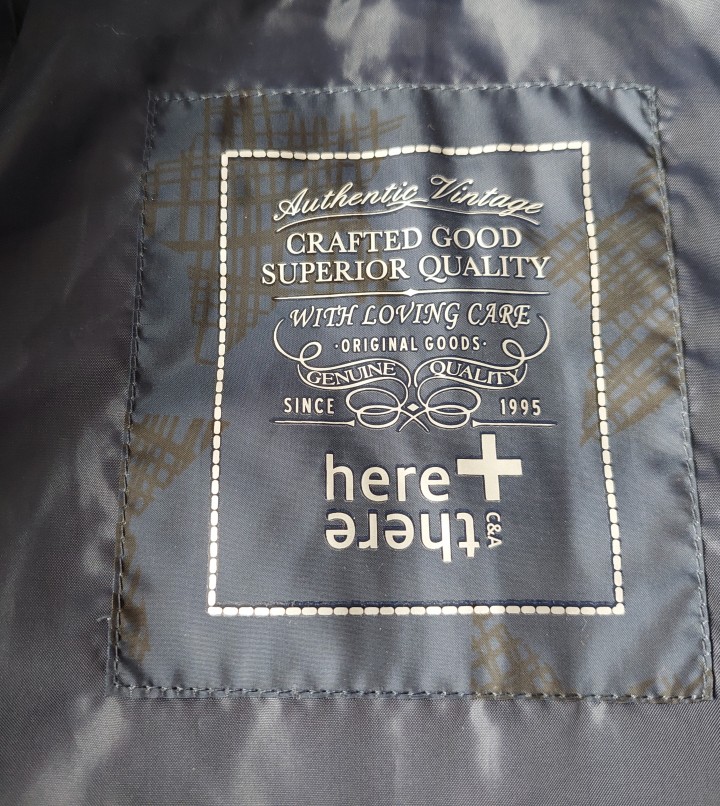 Authentic Vintage
CRAFTED GOOD
SUPERIOR QUALITY
WITH LOVING CARE
·ORIGINAL GOODS·
GENUINE QUALITY
SINCE 1995
here+
there C&A